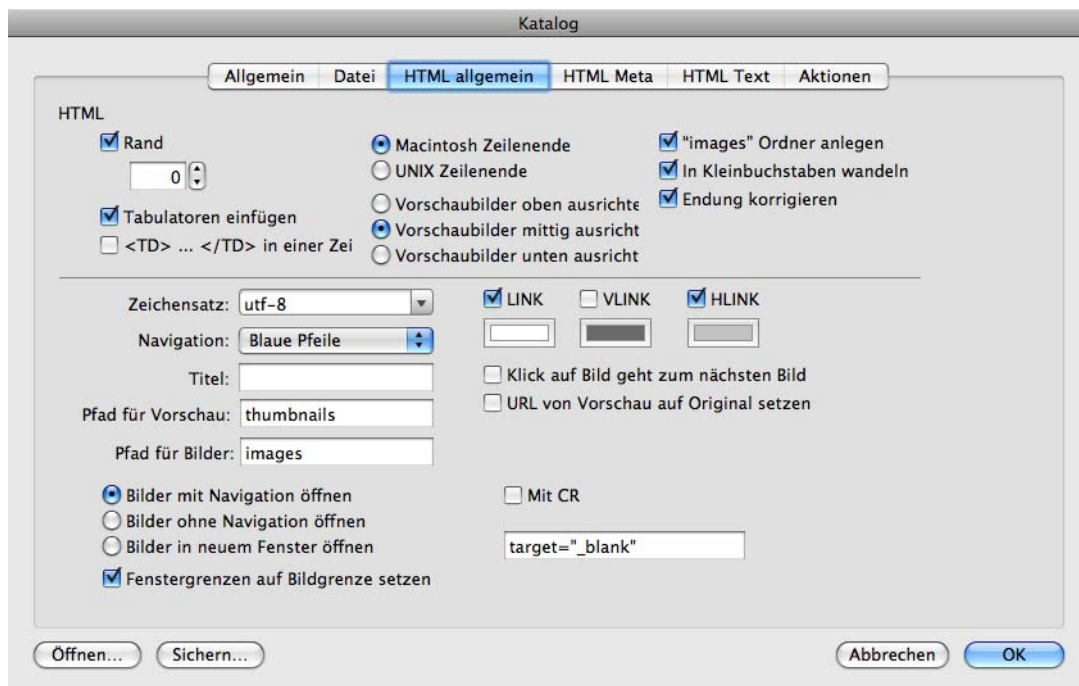 Katalog
Allgemein Datei HTML allgemein HTML Meta HTML Text Aktionen
HTML
Rand
0
Tabulatoren einfügen
<TD> ... </TD> in einer Zei
Macintosh Zeilenende
UNIX Zeilenende
Vorschaubilder oben ausrichte
Vorschaubilder mittig ausricht
Vorschaubilder unten ausricht
"images" Ordner anlegen
In Kleinbuchstaben wandeln
Endung korrigieren
Zeichensatz: utf-8
Navigation: Blaue Pfeile
Titel:
Pfad für Vorschau: thumbnails
Pfad für Bilder: images
LINK VLINK HLINK
Klick auf Bild geht zum nächsten Bild
URL von Vorschau auf Original setzen
Bilder mit Navigation öffnen
Bilder ohne Navigation öffnen
Bilder in neuem Fenster öffnen
Fenstergrenzen auf Bildgrenze setzen
Mit CR
target="_blank"
Öffnen... Sichern... Abbrechen OK